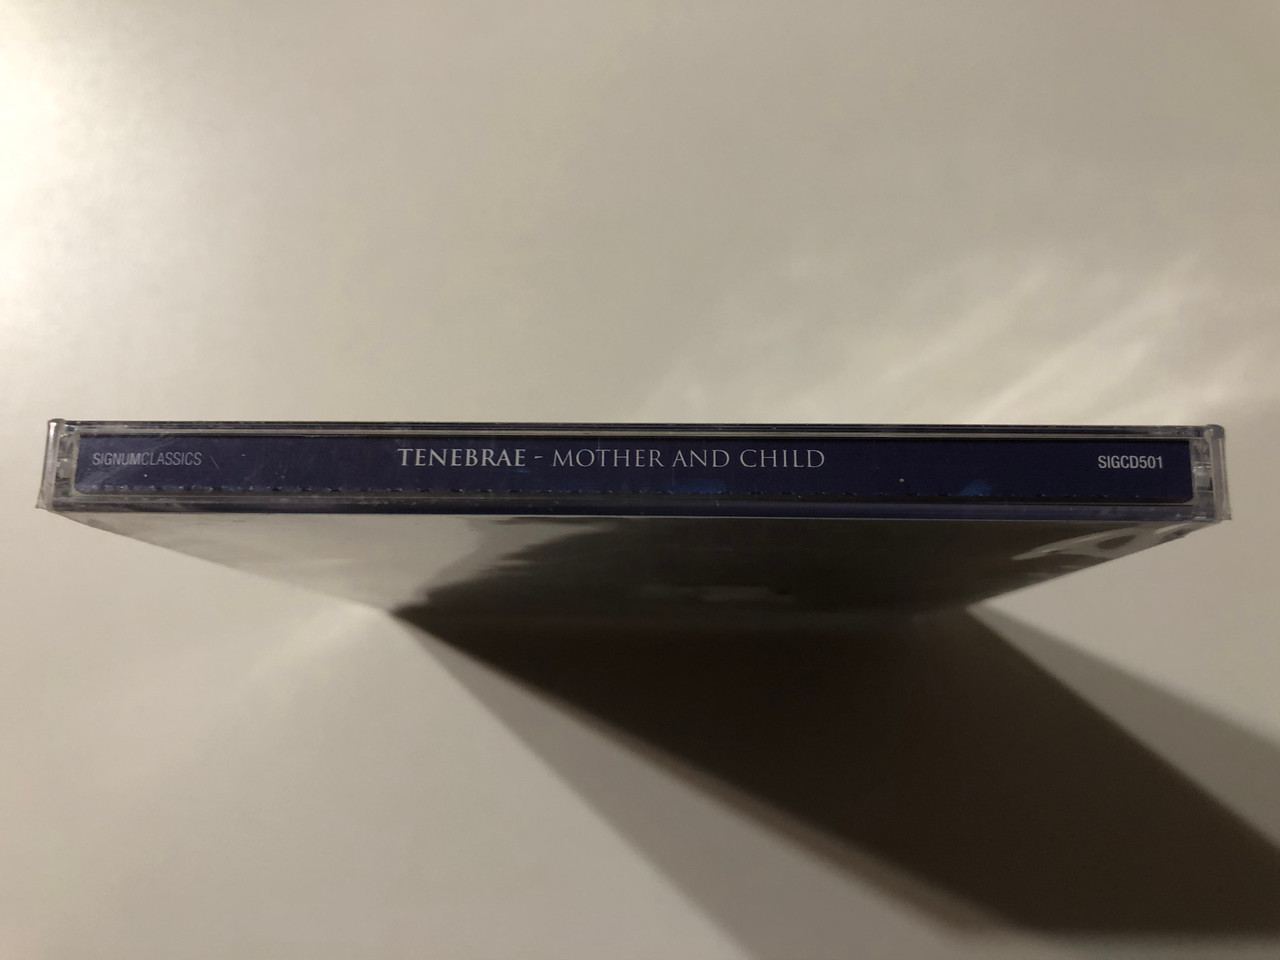 SIGNUMCLASSICS TENEBRAE - MOTHER AND CHILD SIGCD501